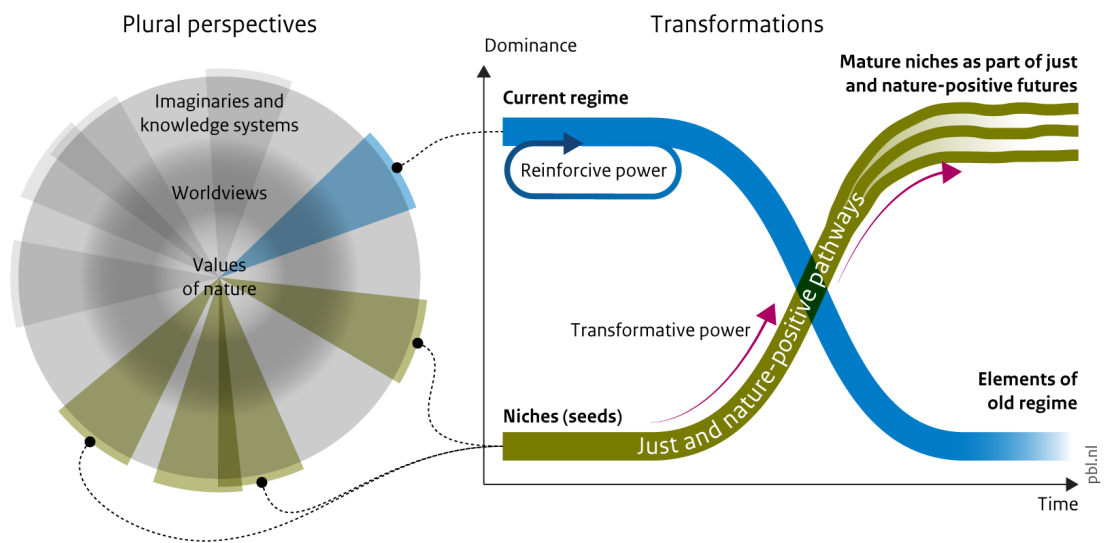 Plural perspectives
Imaginaries and
knowledge systems
Worldviews
Values
of nature
Transformations
Dominance
Current regime
Reinforcive power
Mature niches as part of just
and nature-positive futures
Transformative power
Just and nature-positive pathways
Niches (seeds)
Elements of
old regime
Time
pbl.nl